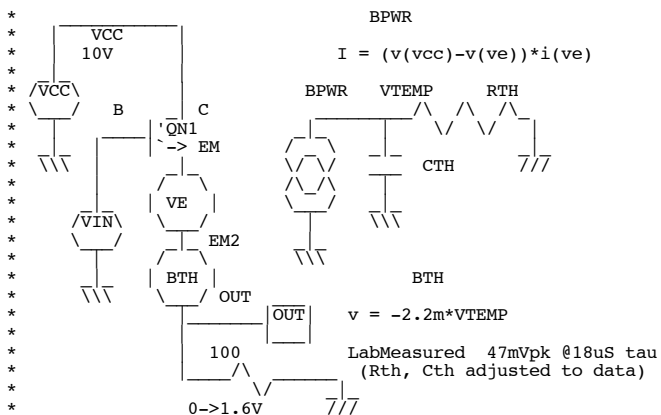 BPWR
VCC
10V I = (v(vcc)-v(ve))*i(ve)
VCC BPWR VTEMP RTH
B C
'QN1
`-> EM CTH
VE
VIN EM2
BTH BTH
OUT
OUT v = -2.2m*VTEMP
100 LabMeasured 47mVpk @18uS tau
(Rth, Cth adjusted to data)
0->1.6V